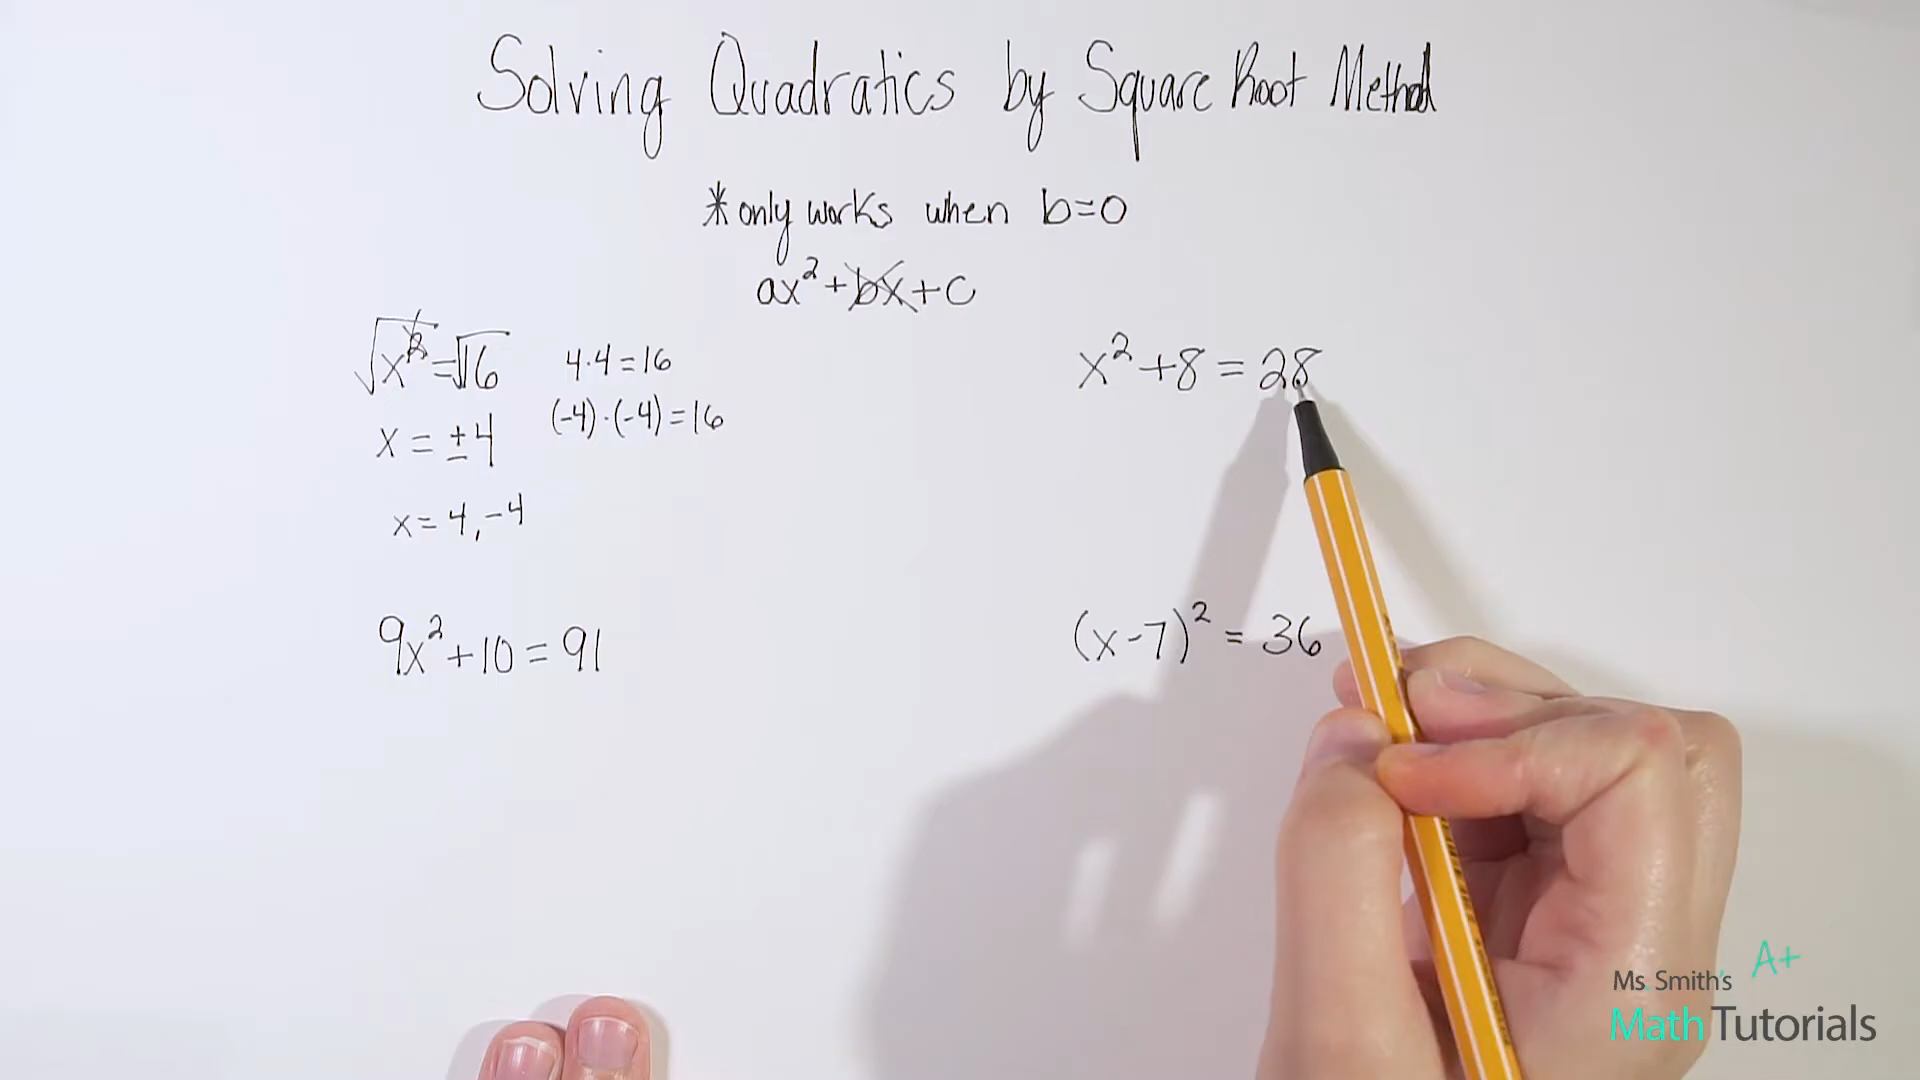 Solving Quadratics by Square Root Method
*only works when b=0
ax²+bx+c
√x²=√16
4·4=16
(-4)·(-4)=16
x=±4
x=4,-4
x²+8=28
9x²+10=91
(x-7)²=36
Ms. Smith's A+
Math Tutorials